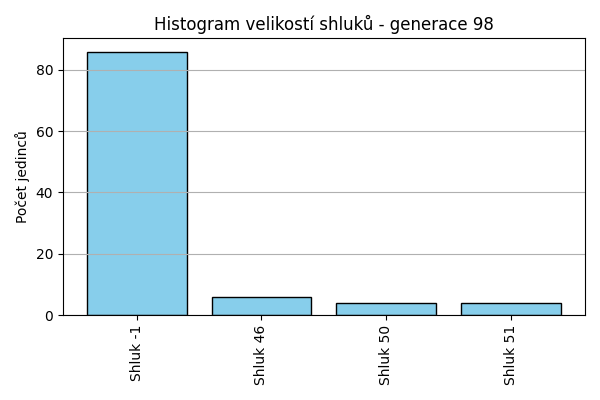 Histogram velikostí shluků - generace 98
Počet jedinců
80
60
40
20
0
Shluk -1
Shluk 46
Shluk 50
Shluk 51